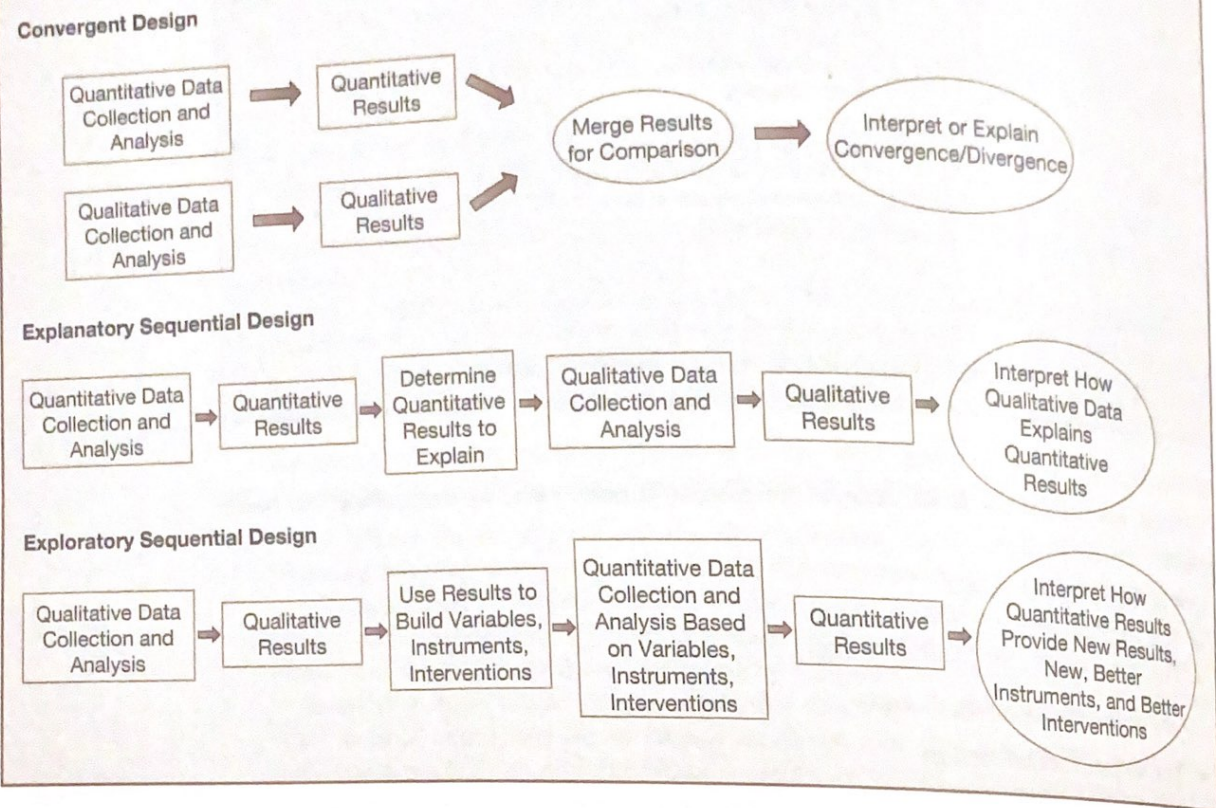 Convergent Design
Quantitative Data
Collection and
Analysis
Quantitative
Results
Qualitative Data
Collection and
Analysis
Qualitative
Results
Merge Results
for Comparison
Interpret or Explain
Convergence/Divergence
Explanatory Sequential Design
Quantitative Data
Collection and
Analysis
Quantitative
Results
Determine
Quantitative
Results to
Explain
Qualitative Data
Collection and
Analysis
Qualitative
Results
Interpret How
Qualitative Data
Explains
Quantitative
Results
Exploratory Sequential Design
Qualitative Data
Collection and
Analysis
Qualitative
Results
Use Results to
Build Variables,
Instruments,
Interventions
Quantitative Data
Collection and
Analysis Based
on Variables,
Instruments,
Interventions
Quantitative
Results
Interpret How
Quantitative Results
Provide New Results,
New, Better
Instruments, and Better
Interventions